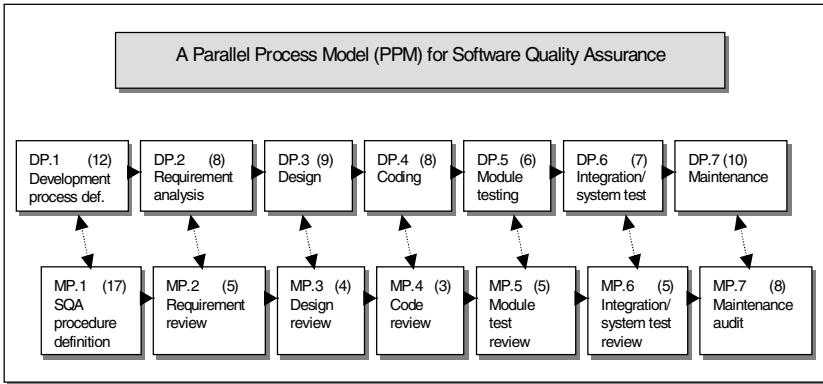 A Parallel Process Model (PPM) for Software Quality Assurance
DP.1 (12)
Development
process def.
DP.2 (8)
Requirement
analysis
DP.3 (9)
Design
DP.4 (8)
Coding
DP.5 (6)
Module
testing
DP.6 (7)
Integration/
system test
DP.7 (10)
Maintenance
MP.1 (17)
SQA
procedure
definition
MP.2 (5)
Requirement
review
MP.3 (4)
Design
review
MP.4 (3)
Code
review
MP.5 (5)
Module
test
review
MP.6 (5)
Integration/
system test
review
MP.7 (8)
Maintenance
audit